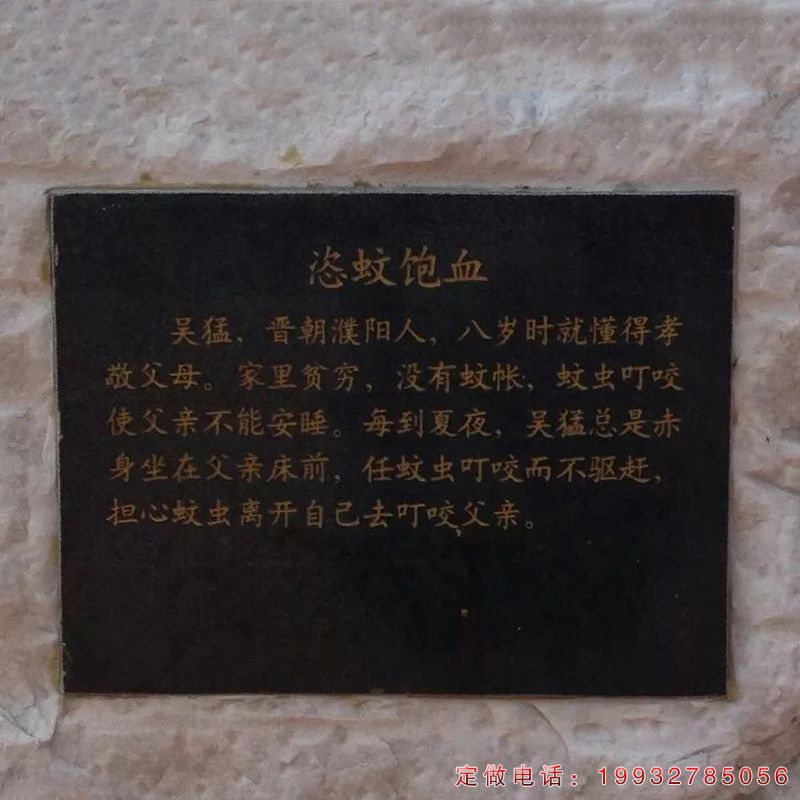 恣蚊饱血
吴猛，晋朝濮阳人，八岁时就懂得孝
敬父母。家里贫穷，没有蚊帐，蚊虫叮咬
使父亲不能安睡。每到夏夜，吴猛总是赤
身坐在父亲床前，任蚊虫叮咬而不驱赶，
担心蚊虫离开自己去叮咬父亲。
定做电话：19932785056